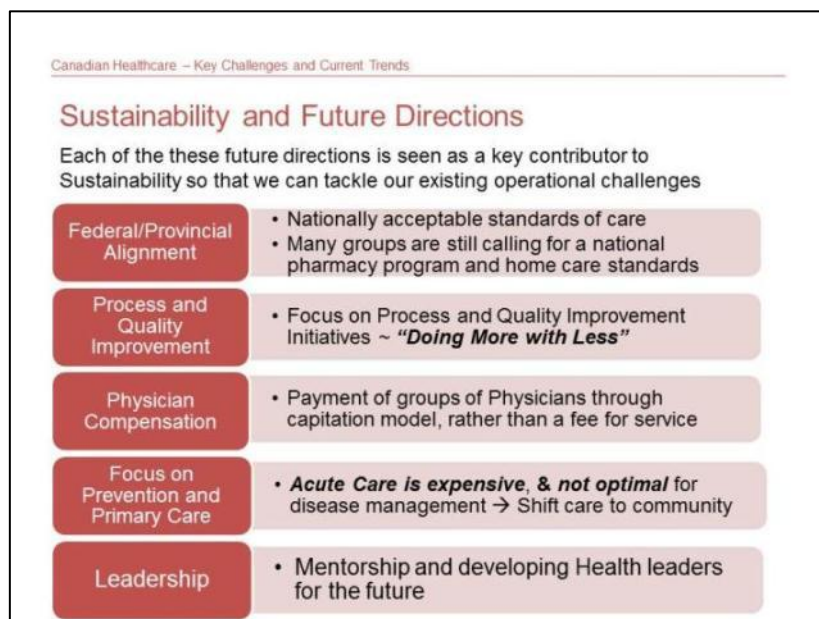 Canadian Healthcare – Key Challenges and Current Trends
Sustainability and Future Directions
Each of the these future directions is seen as a key contributor to
Sustainability so that we can tackle our existing operational challenges
Federal/Provincial
Alignment
• Nationally acceptable standards of care
• Many groups are still calling for a national
pharmacy program and home care standards
Process and
Quality
Improvement
• Focus on Process and Quality Improvement
Initiatives ~ “Doing More with Less”
Physician
Compensation
• Payment of groups of Physicians through
capitation model, rather than a fee for service
Focus on
Prevention and
Primary Care
• Acute Care is expensive, & not optimal for
disease management → Shift care to community
Leadership
• Mentorship and developing Health leaders
for the future